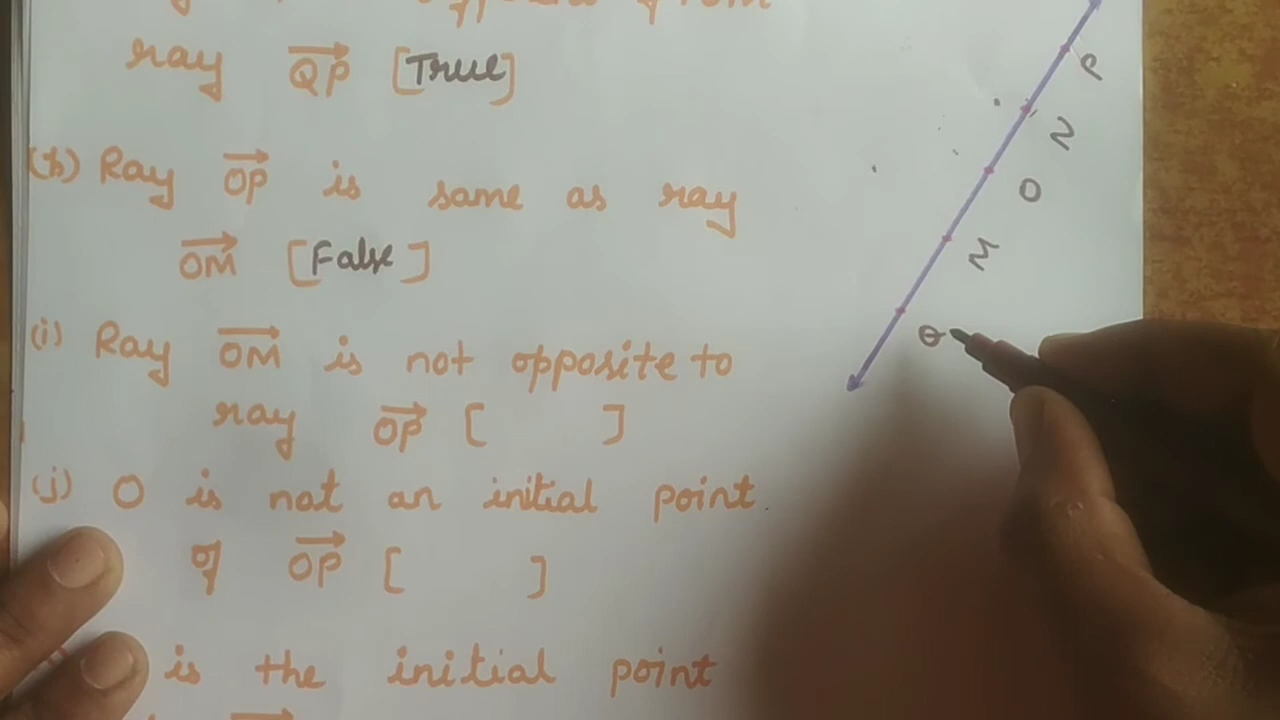 ray QP [True]
(h) Ray OP is same as ray
OM [False]
(i) Ray OM is not opposite to
ray OP [ ]
(j) O is not an initial point
of OP [ ]
is the initial point
P
N
O
M
Q